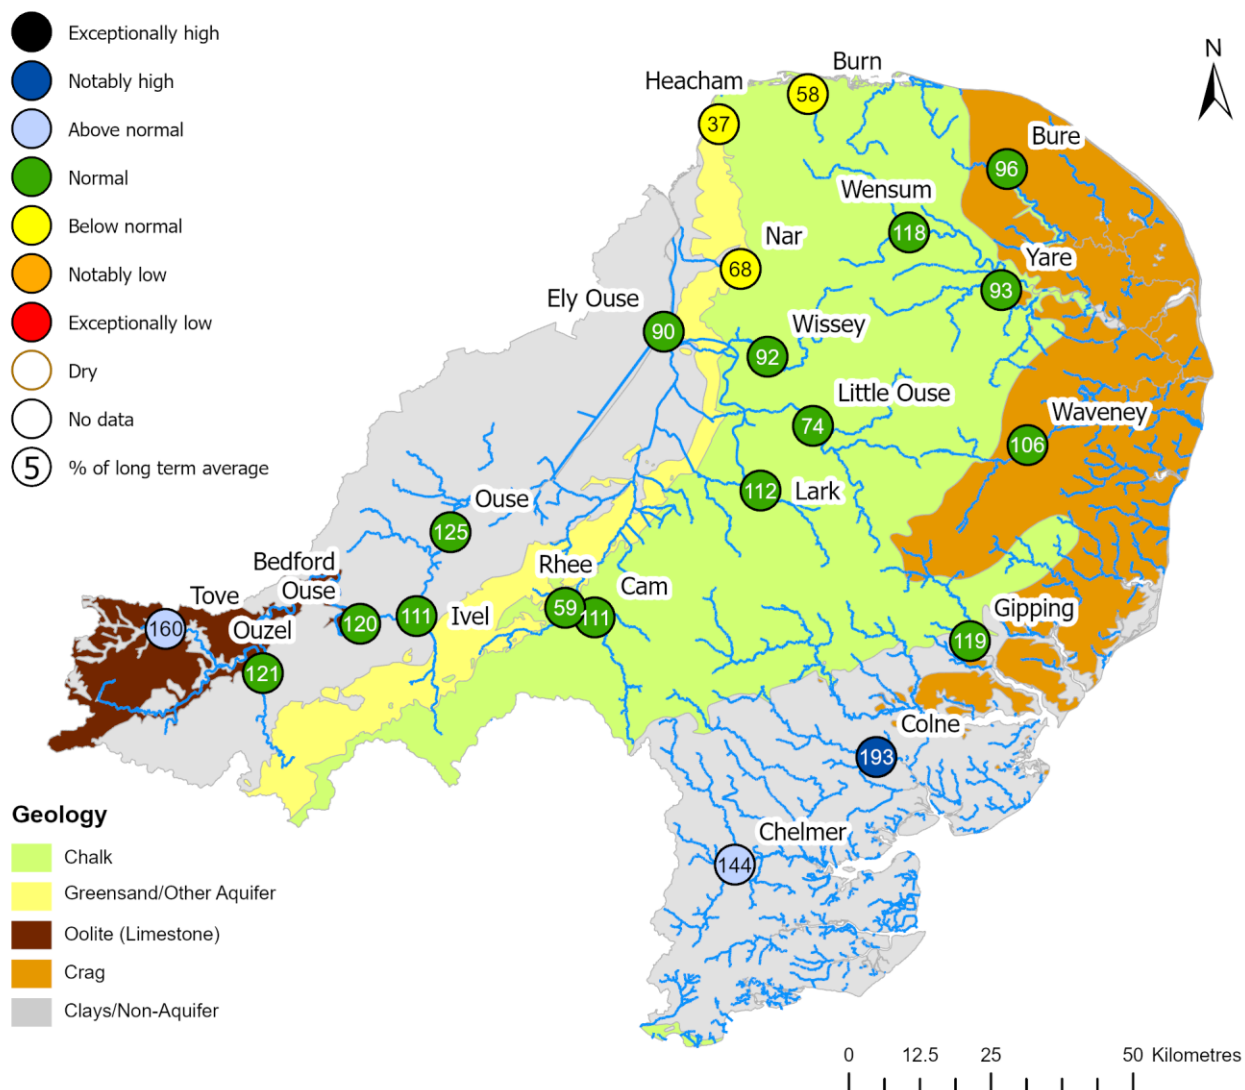 Exceptionally high
Notably high
Above normal
Normal
Below normal
Notably low
Exceptionally low
Dry
No data
5 % of long term average
N
Burn
58
Heacham
37
Bure
96
Wensum
118
Nar
68
Yare
93
Ely Ouse
90
Wissey
92
Little Ouse
74
Waveney
106
Lark
112
Ouse
125
Bedford
Ouse
120
Tove
160
Ouzel
121
Ivel
111
Rhee
59
Cam
111
Gipping
119
Colne
193
Chelmer
144
Geology
Chalk
Greensand/Other Aquifer
Oolite (Limestone)
Crag
Clays/Non-Aquifer
0 12.5 25 50 Kilometres